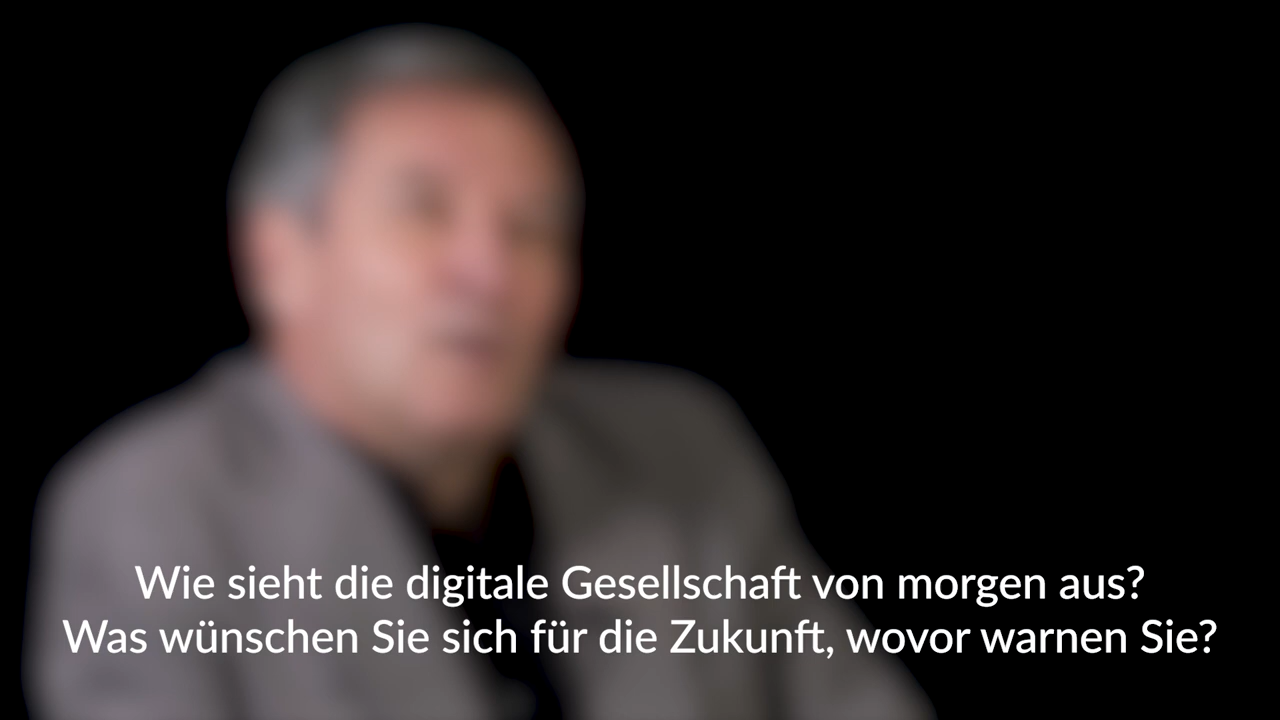 Wie sieht die digitale Gesellschaft von morgen aus?
Was wünschen Sie sich für die Zukunft, wovor warnen Sie?